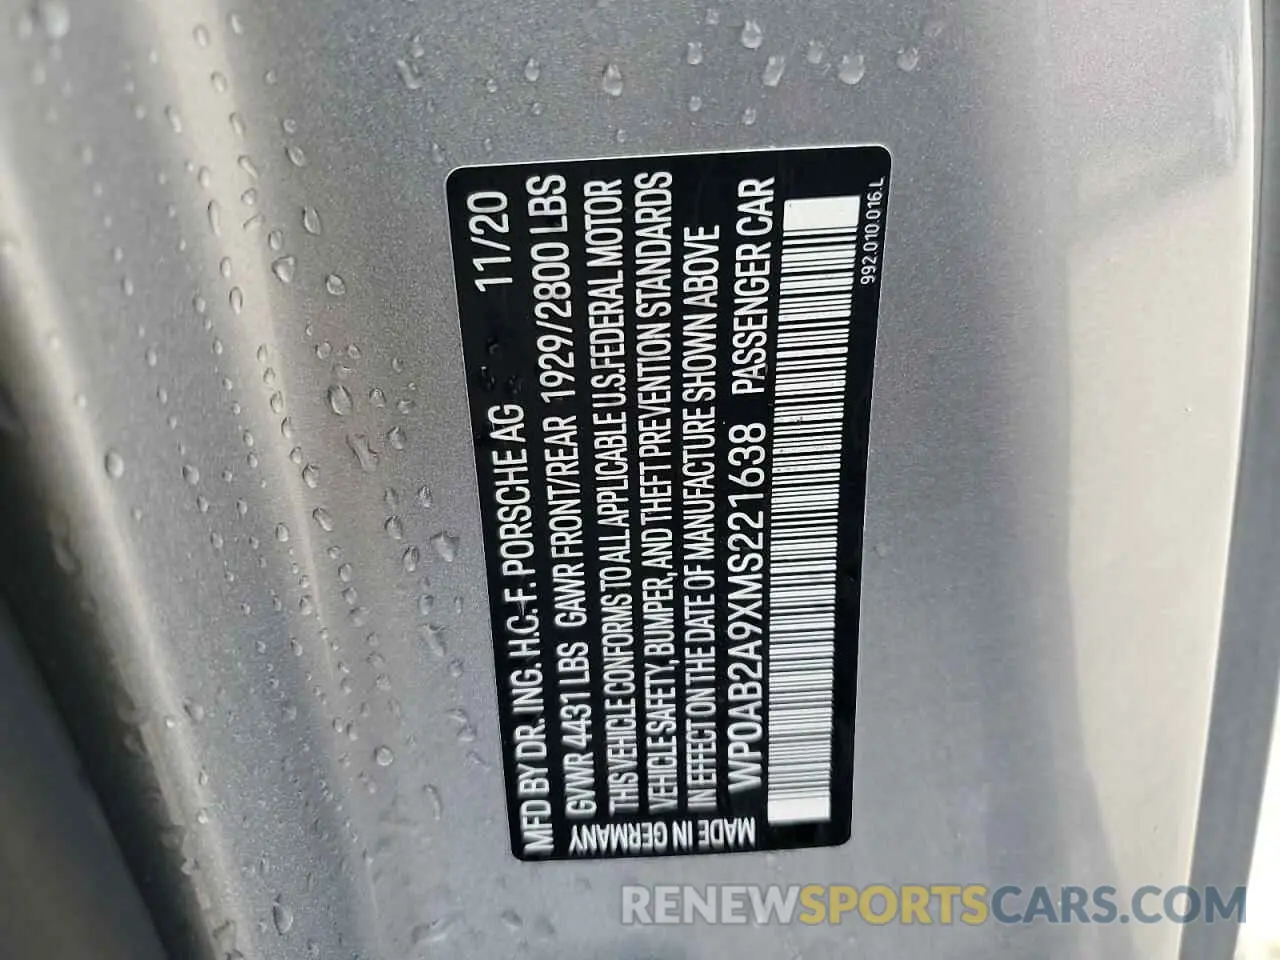 MFD BY DR. ING. H.C. F. PORSCHE AG 11/20
GVWR 4431 LBS GAWR FRONT/REAR 1929/2800 LBS
THIS VEHICLE CONFORMS TO ALL APPLICABLE U.S. FEDERAL MOTOR
VEHICLE SAFETY, BUMPER, AND THEFT PREVENTION STANDARDS
IN EFFECT ON THE DATE OF MANUFACTURE SHOWN ABOVE
WP0AB2A9XMS221638 PASSENGER CAR
MADE IN GERMANY
992.010.016.L
RENEWSPORTSCARS.COM